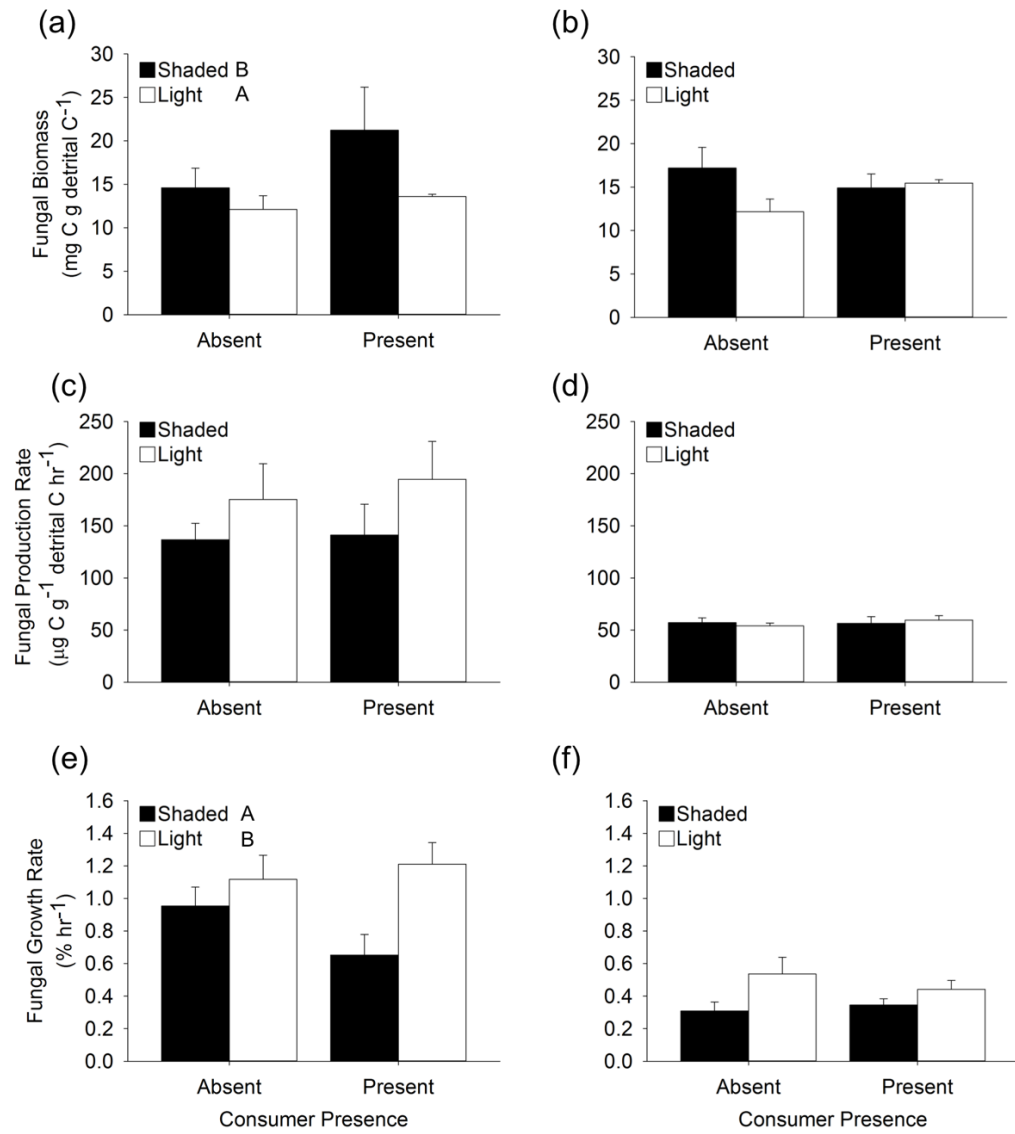 (a)
Fungal Biomass
(mg C g detrital C⁻¹)
30
25
20
15
10
5
0
Shaded B
Light A
Absent Present
(b)
30
25
20
15
10
5
0
Shaded
Light
Absent Present
(c)
Fungal Production Rate
(µg C g⁻¹ detrital C hr⁻¹)
250
200
150
100
50
0
Shaded
Light
Absent Present
(d)
250
200
150
100
50
0
Shaded
Light
Absent Present
(e)
Fungal Growth Rate
(% hr⁻¹)
1.6
1.4
1.2
1.0
0.8
0.6
0.4
0.2
0.0
Shaded A
Light B
Absent Present
Consumer Presence
(f)
1.6
1.4
1.2
1.0
0.8
0.6
0.4
0.2
0.0
Shaded
Light
Absent Present
Consumer Presence